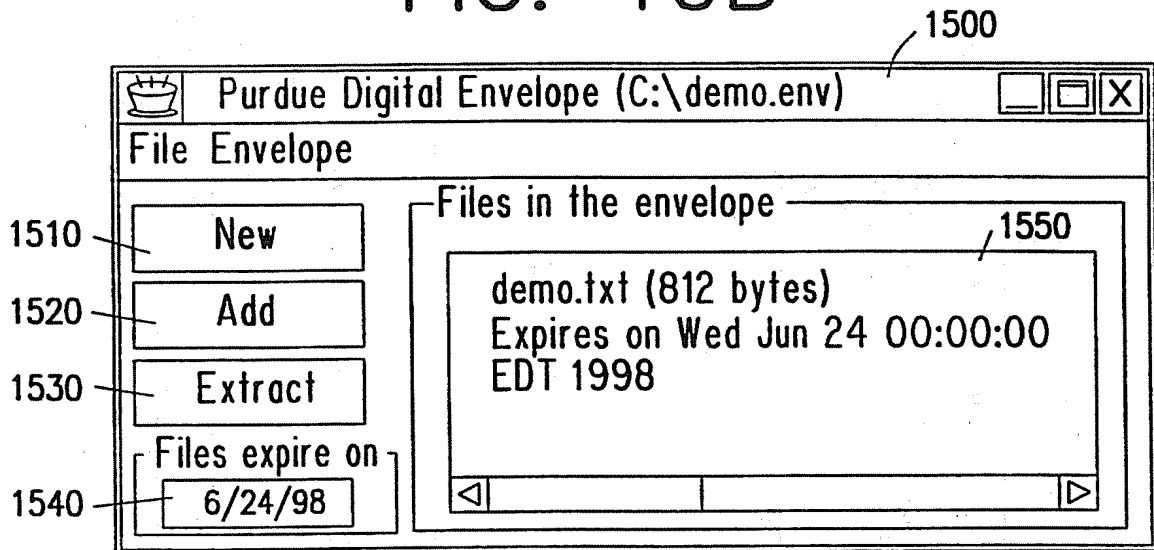 1500
Purdue Digital Envelope (C:\demo.env)
File Envelope
Files in the envelope
1510
New
1550
1520
Add
demo.txt (812 bytes)
Expires on Wed Jun 24 00:00:00
EDT 1998
1530
Extract
Files expire on
1540
6/24/98